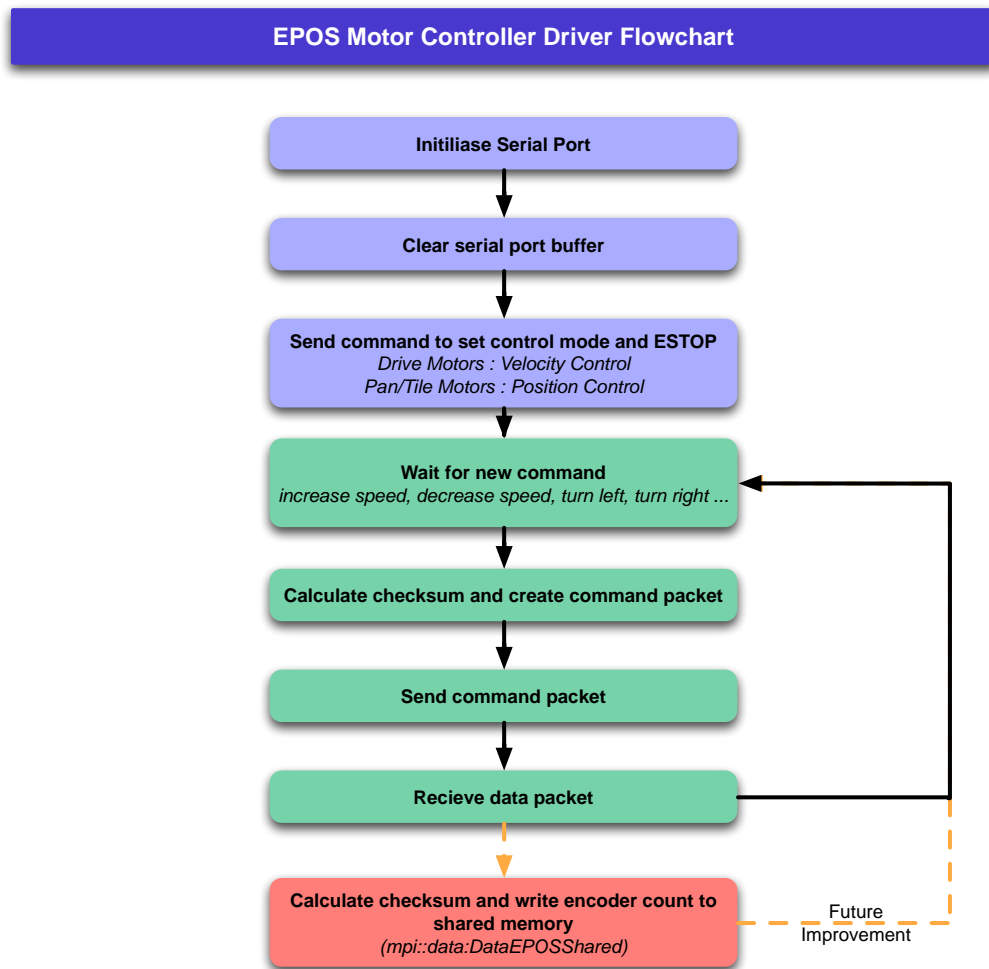 EPOS Motor Controller Driver Flowchart
Initiliase Serial Port
Clear serial port buffer
Send command to set control mode and ESTOP
Drive Motors : Velocity Control
Pan/Tile Motors : Position Control
Wait for new command
increase speed, decrease speed, turn left, turn right ...
Calculate checksum and create command packet
Send command packet
Recieve data packet
Calculate checksum and write encoder count to
shared memory
(mpi::data:DataEPOSShared)
Future
Improvement